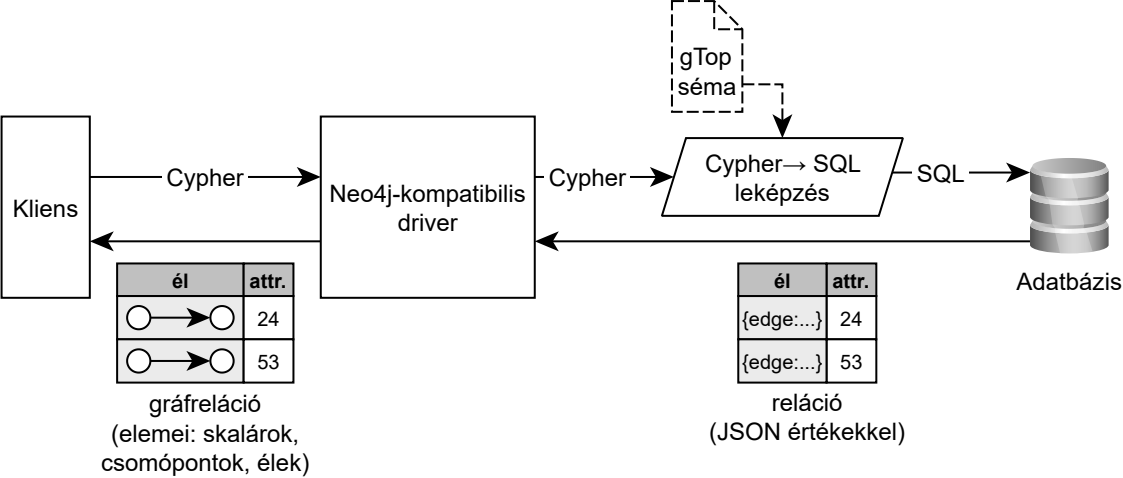 gTop
séma
Kliens
Cypher
Neo4j-kompatibilis
driver
Cypher
Cypher→ SQL
leképzés
SQL
Adatbázis
él attr.
24
53
gráfreláció
(elemei: skalárok,
csomópontok, élek)
él attr.
{edge:...} 24
{edge:...} 53
reláció
(JSON értékekkel)